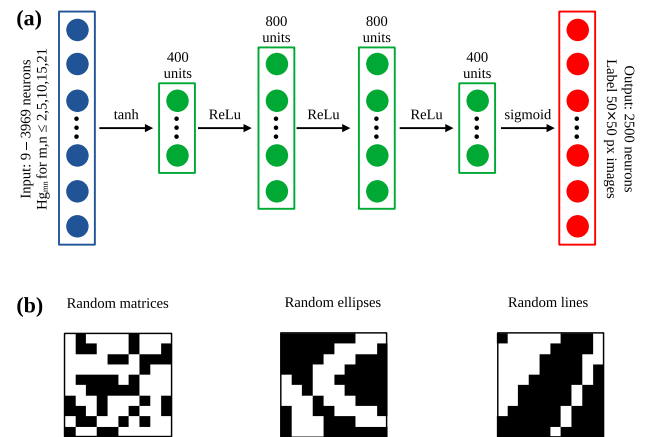 (a)
Input: 9 – 3969 neurons
Hgmn for m,n ≤ 2,5,10,15,21
tanh
400
units
ReLu
800
units
ReLu
800
units
ReLu
400
units
sigmoid
Output: 2500 neurons
Label 50×50 px images
(b)
Random matrices
Random ellipses
Random lines